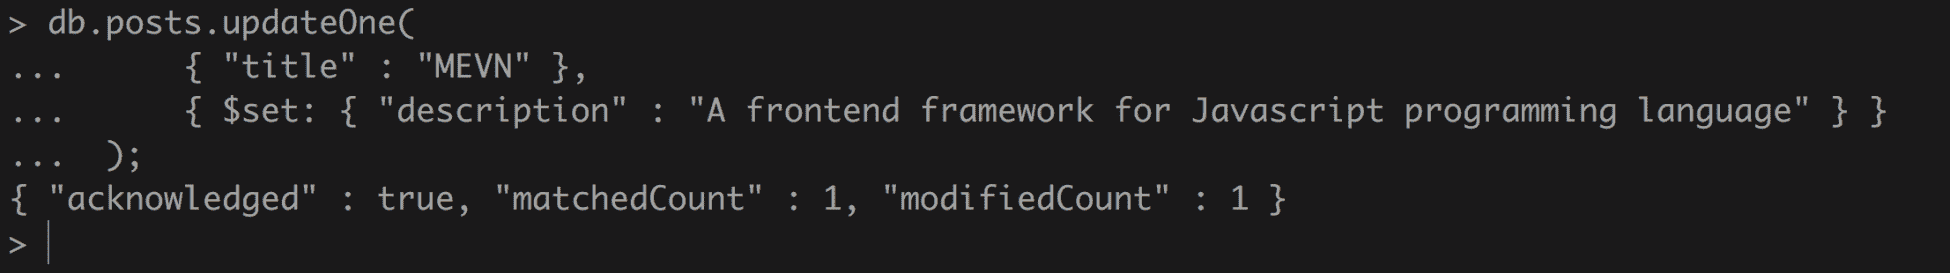 > db.posts.updateOne(
...      { "title" : "MEVN" },
...      { $set: { "description" : "A frontend framework for Javascript programming language" } }
...  );
{ "acknowledged" : true, "matchedCount" : 1, "modifiedCount" : 1 }
>